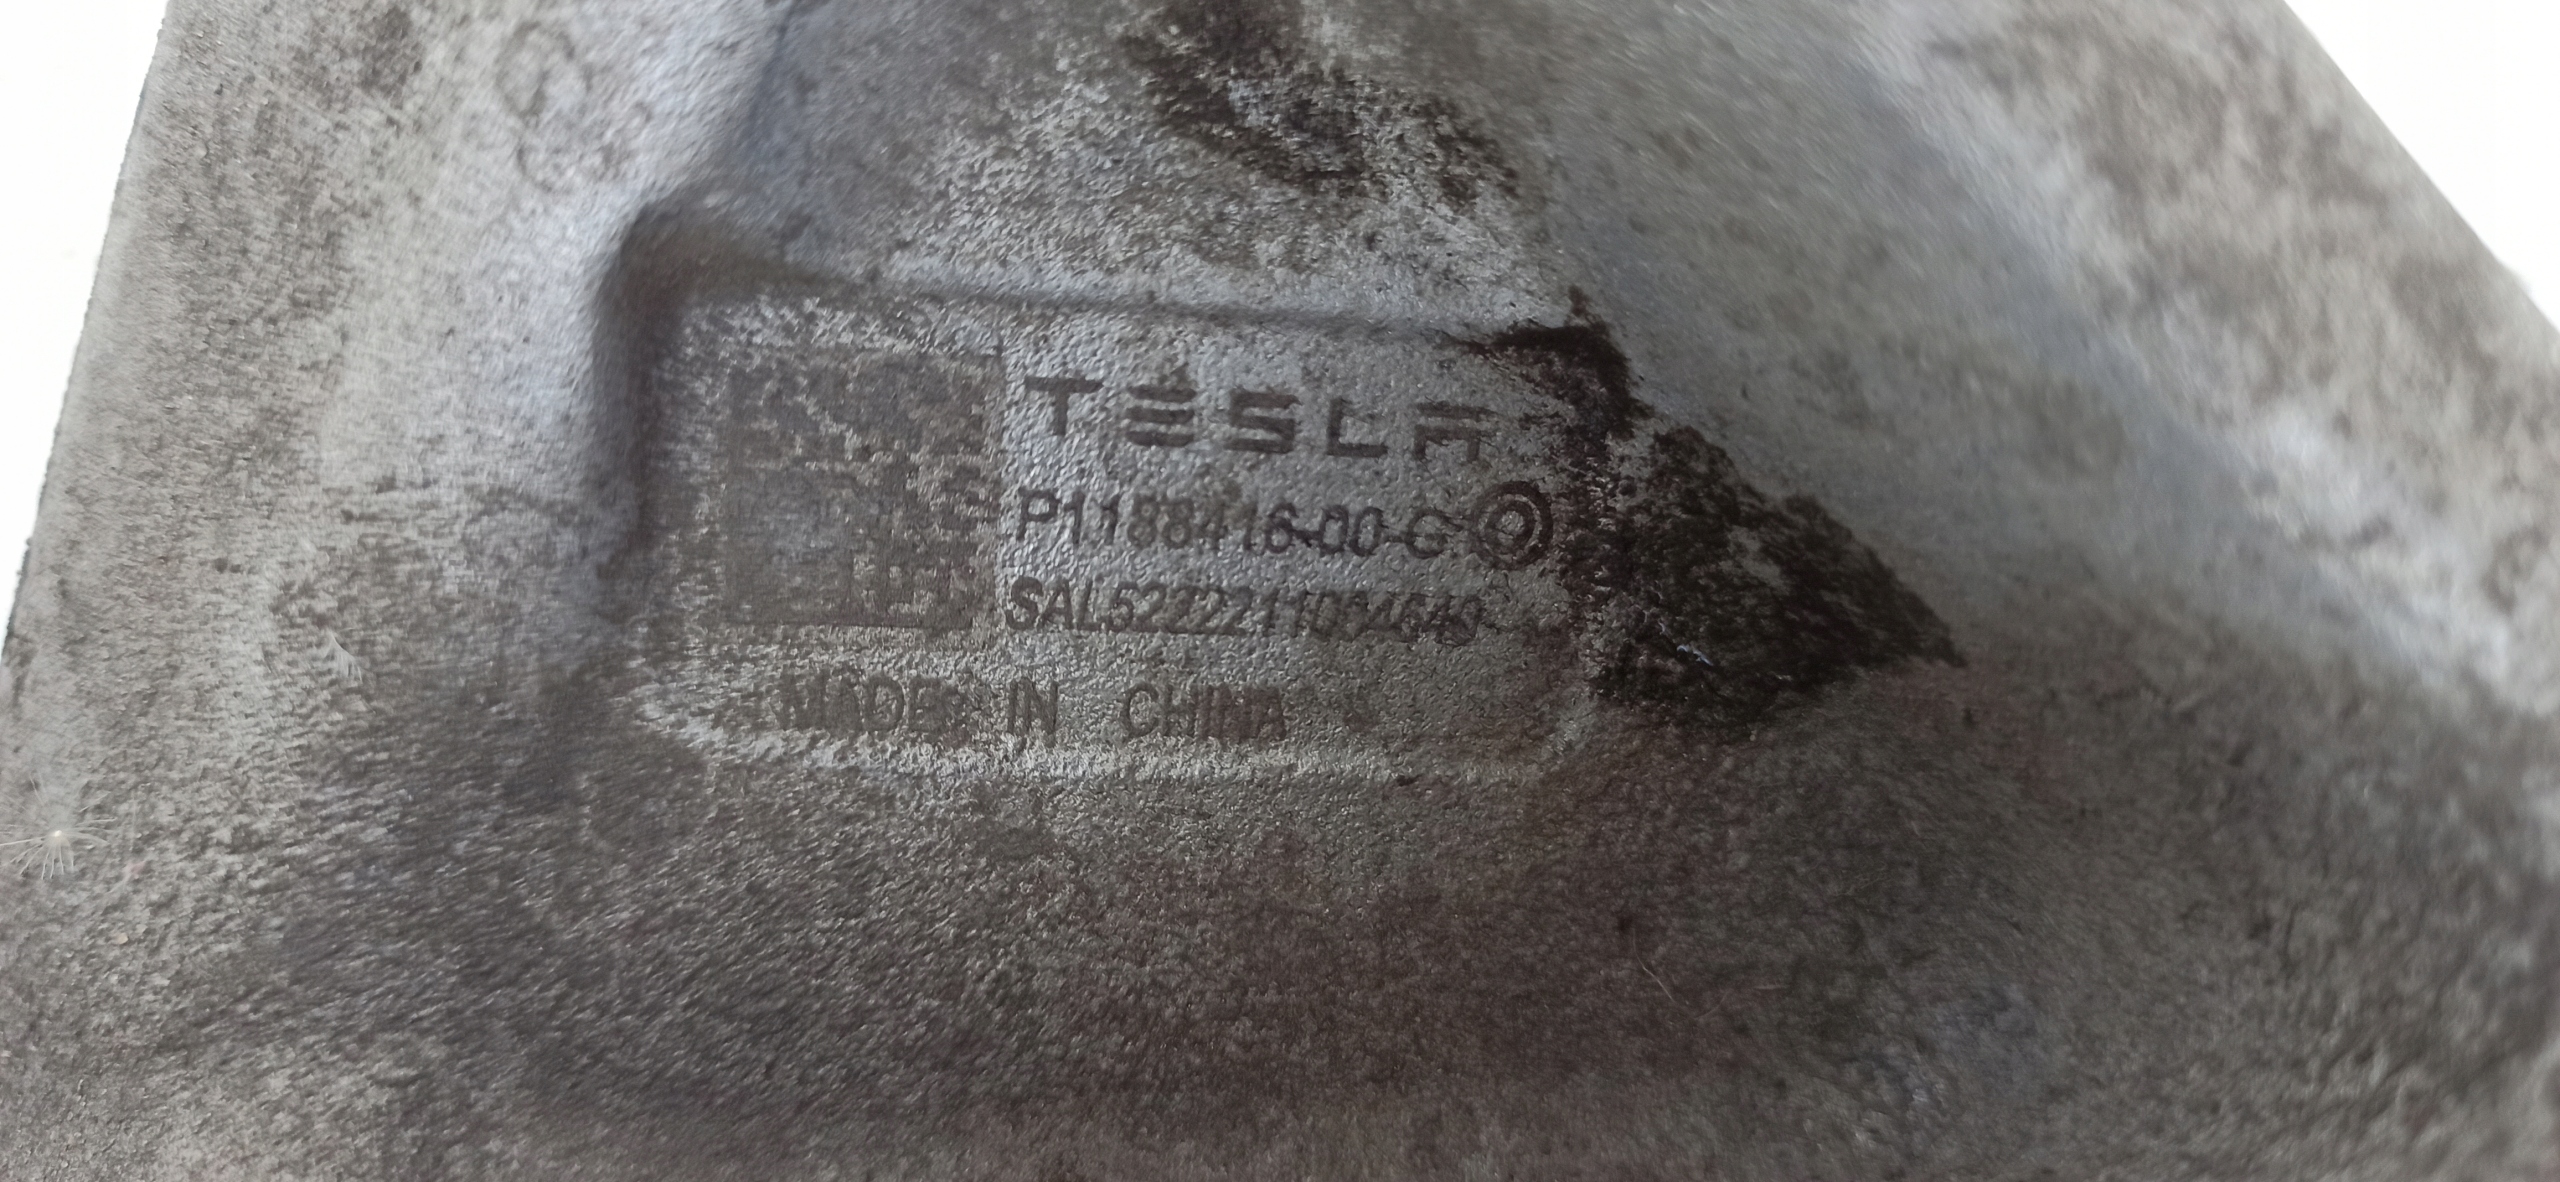 TESLA
P1188416-00-G
MADE IN CHINA